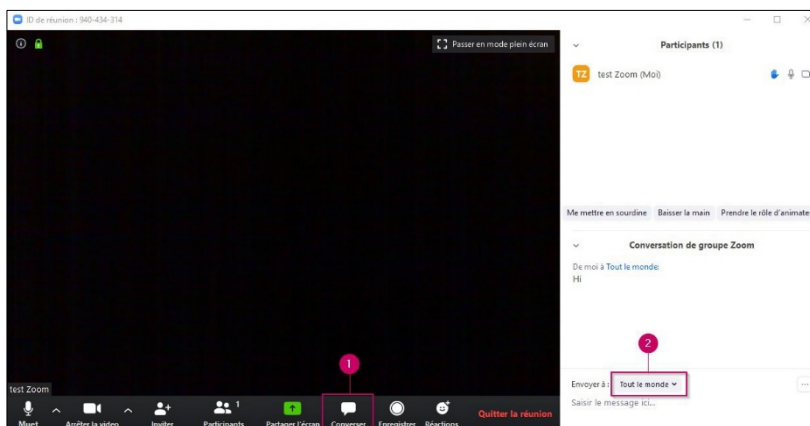 ID de réunion : 940-434-314
Passer en mode plein écran
Participants (1)
TZ test Zoom (Moi)
Me mettre en sourdine Baisser la main Prendre le rôle d'animate
Conversation de groupe Zoom
De moi à Tout le monde:
Hi
1
2
test Zoom
Envoyer à : Tout le monde
Saisir le message ici...
1
Muet Arrêter la video Inviter Participants Partager l'écran Converser Enregistrer Réactions Quitter la réunion